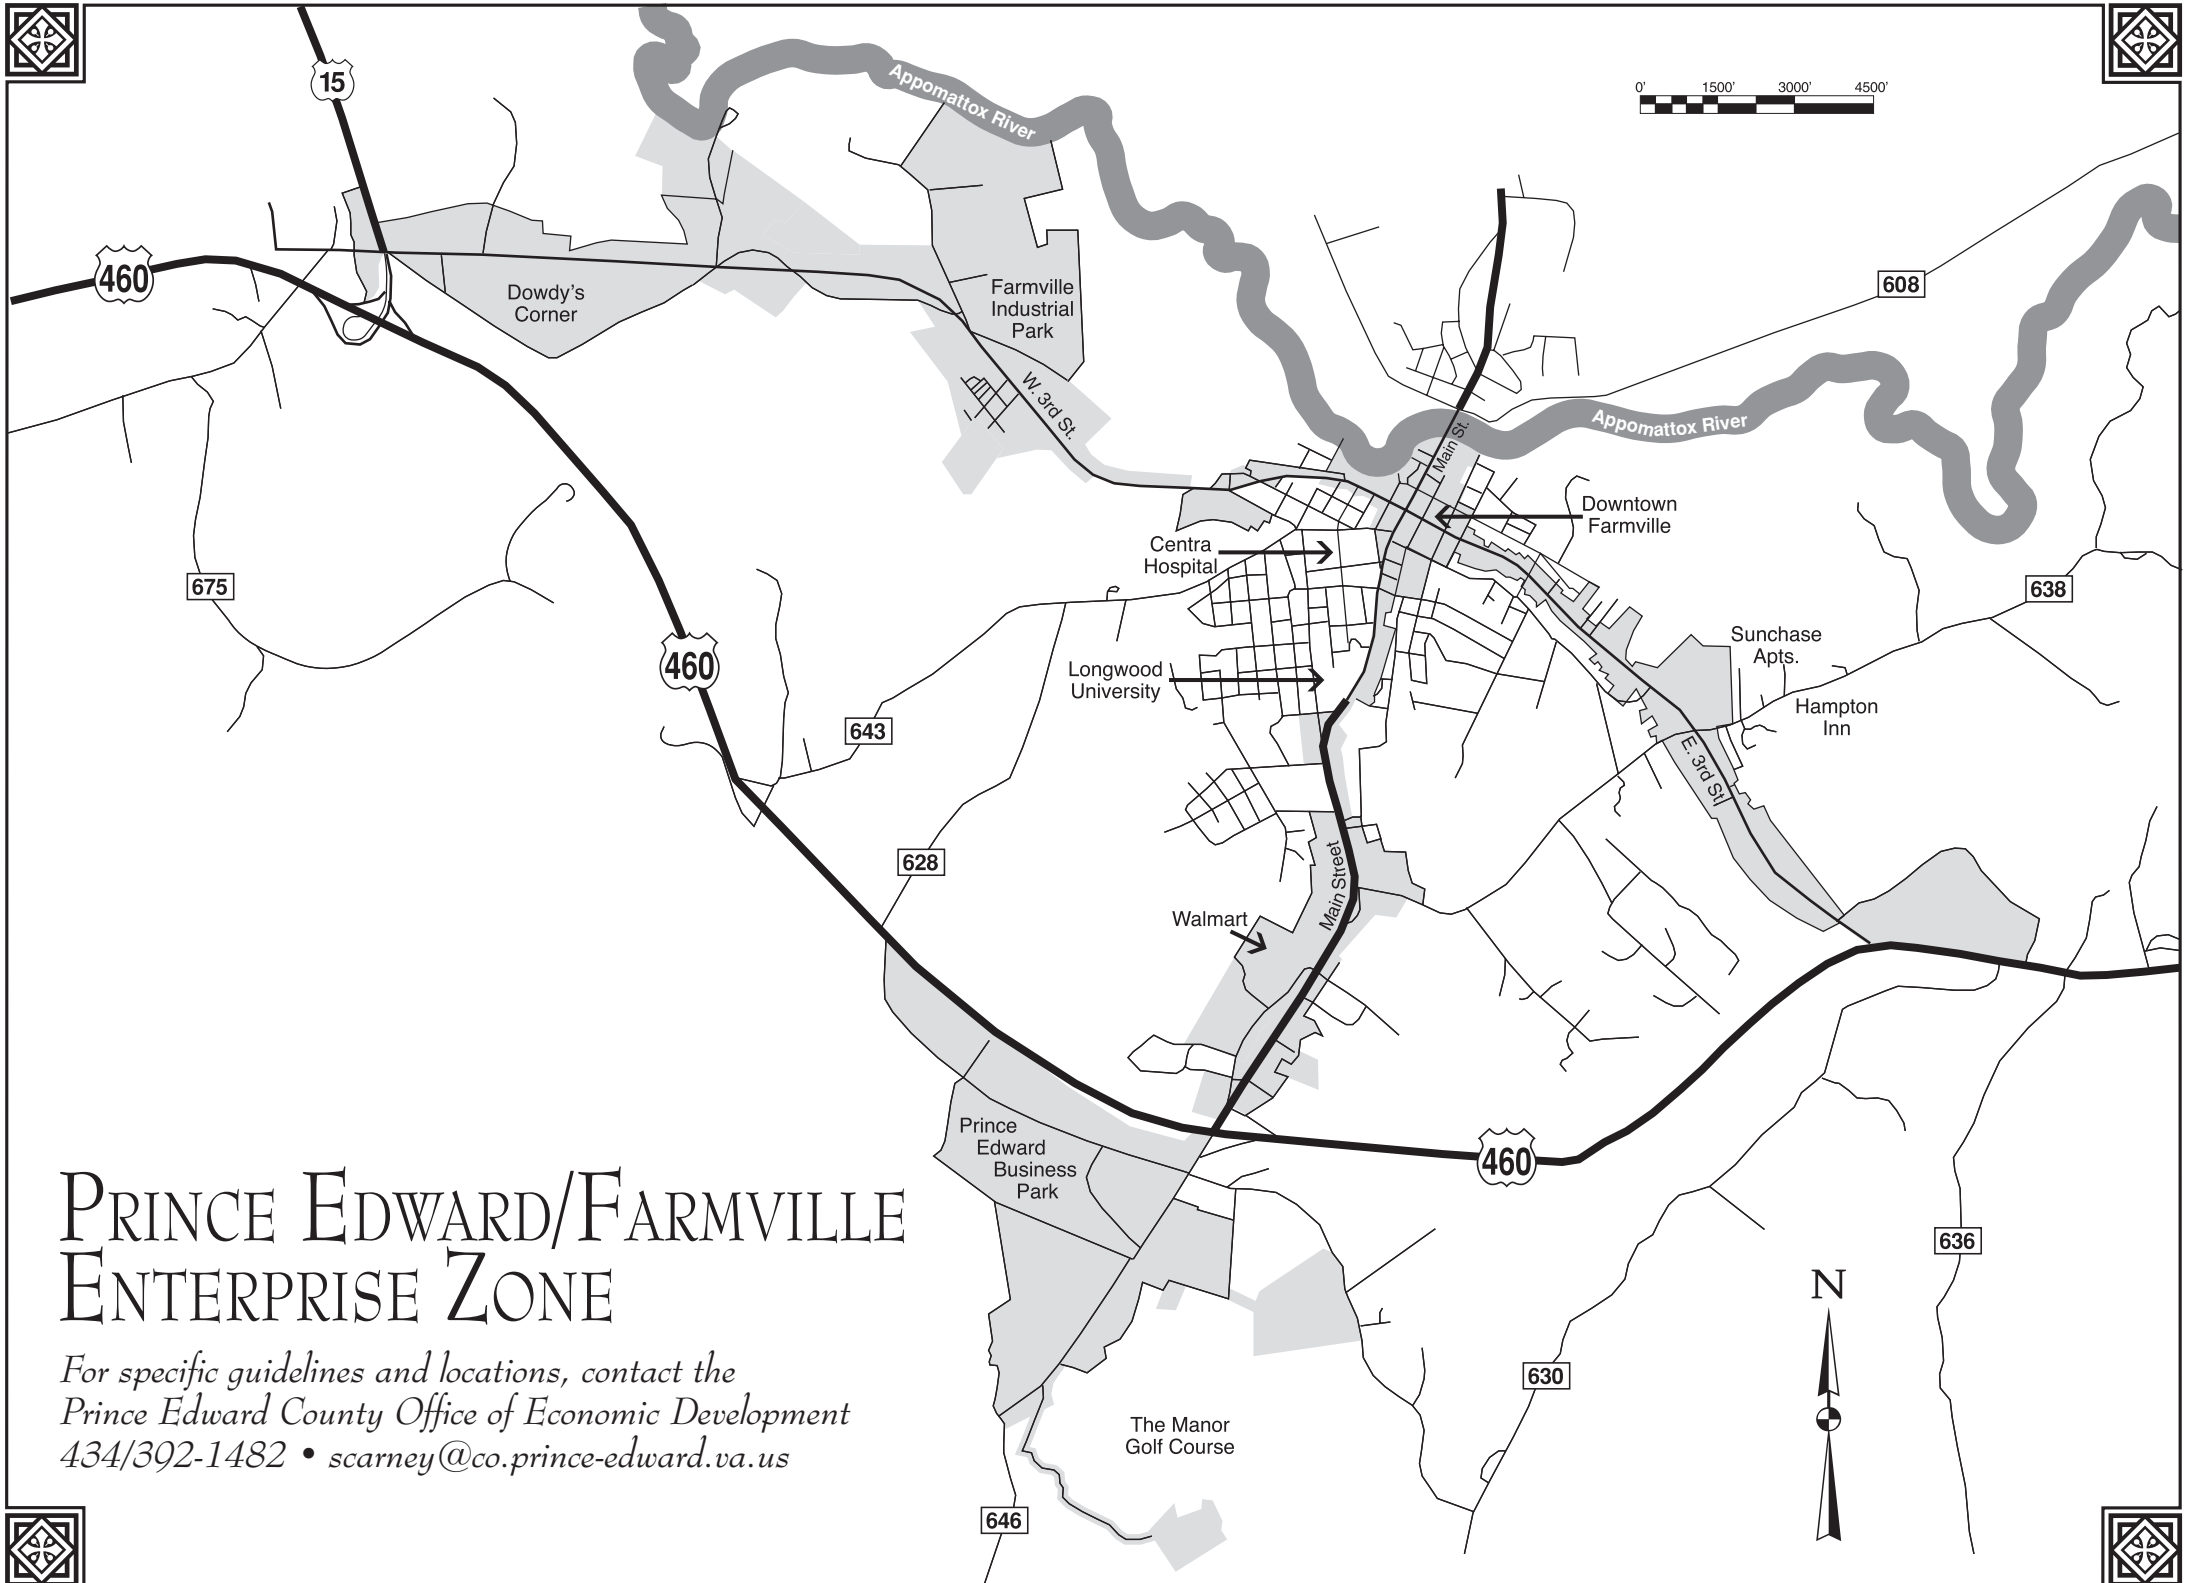 15
Appomattox River
0' 1500' 3000' 4500'
460
608
Dowdy's
Corner
Farmville
Industrial
Park
W. 3rd St.
Appomattox River
Main St.
Downtown
Farmville
Centra
Hospital
675
638
460
Sunchase
Apts.
Longwood
University
Hampton
Inn
643
E. 3rd St.
628
Main Street
Walmart
Prince
Edward
Business
Park
460
PRINCE EDWARD/FARMVILLE
ENTERPRISE ZONE
636
N
For specific guidelines and locations, contact the
Prince Edward County Office of Economic Development
434/392-1482 • scarney@co.prince-edward.va.us
630
The Manor
Golf Course
646